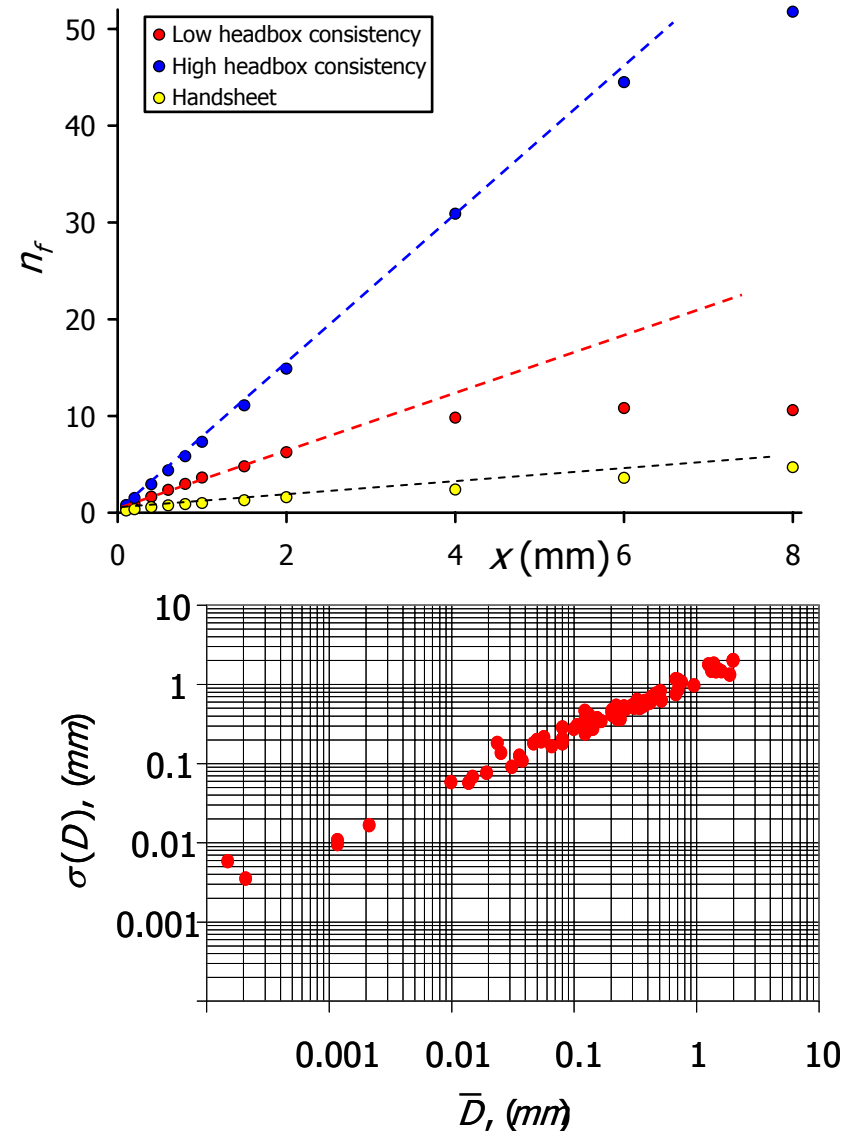 50
Low headbox consistency
High headbox consistency
Handsheet
40
30
n_f
20
10
0
0 2 4 x (mm) 6 8
10
1
0.1
0.01
0.001
σ(D), (mm)
0.001 0.01 0.1 1 10
D̅, (mm)